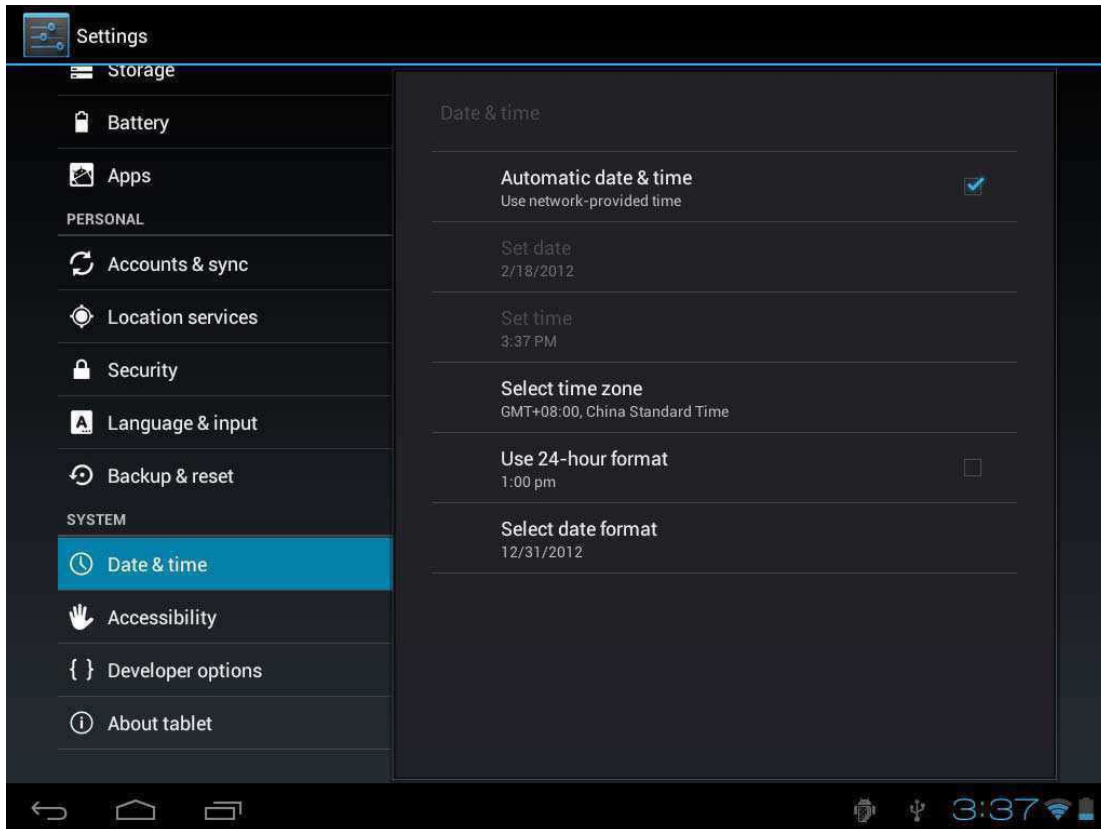 Settings
Storage
Battery
Apps
PERSONAL
Accounts & sync
Location services
Security
Language & input
Backup & reset
SYSTEM
Date & time
Accessibility
{ } Developer options
About tablet
Date & time
Automatic date & time
Use network-provided time
Set date
2/18/2012
Set time
3:37 PM
Select time zone
GMT+08:00, China Standard Time
Use 24-hour format
1:00 pm
Select date format
12/31/2012
3:37